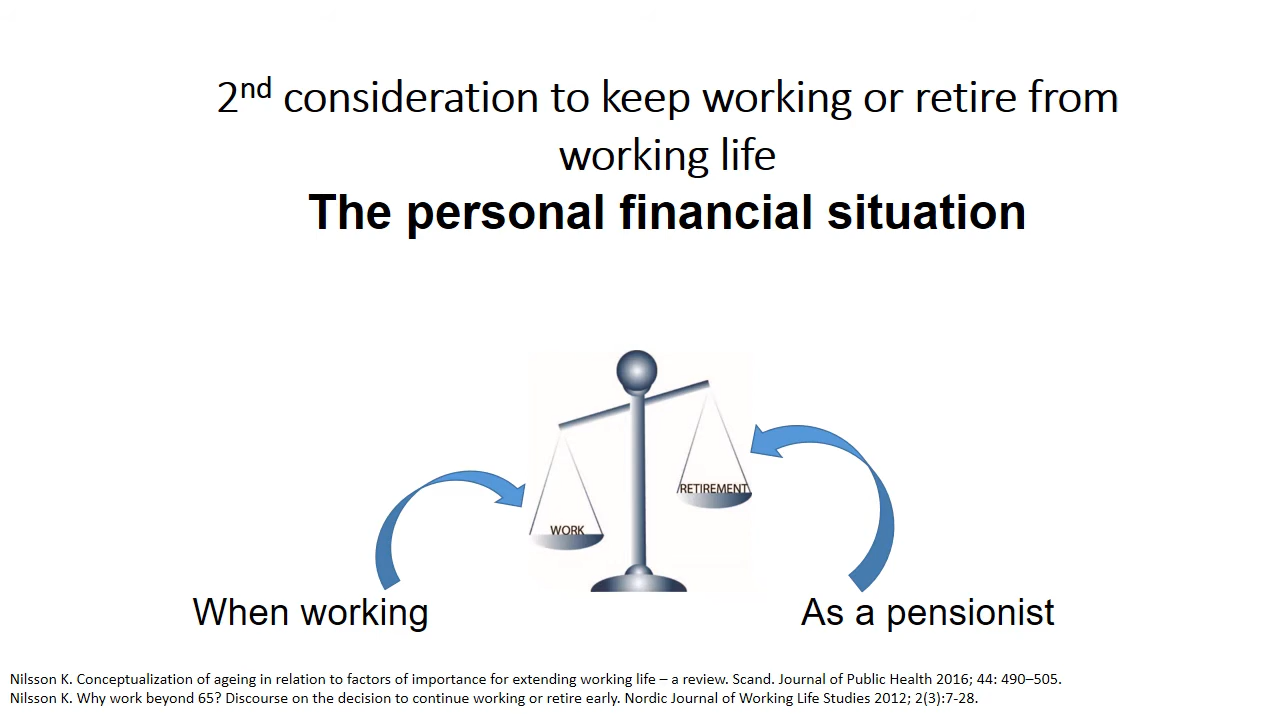 2nd consideration to keep working or retire from
working life
The personal financial situation
RETIREMENT
WORK
When working
As a pensionist
Nilsson K. Conceptualization of ageing in relation to factors of importance for extending working life – a review. Scand. Journal of Public Health 2016; 44: 490–505.
Nilsson K. Why work beyond 65? Discourse on the decision to continue working or retire early. Nordic Journal of Working Life Studies 2012; 2(3):7-28.